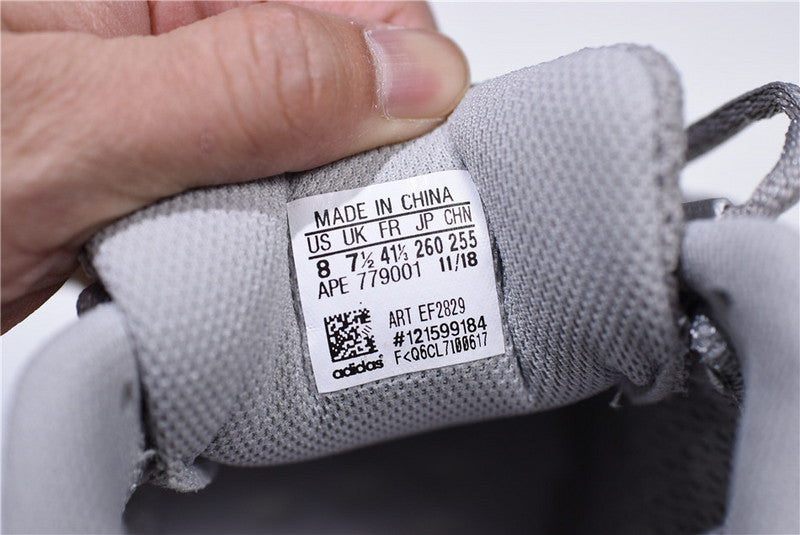 MADE IN CHINA
US UK FR JP CHN
8 7½ 41⅓ 260 255
APE 779001 11/18
ART EF2829
#121599184
F<Q6CL7I00617
adidas